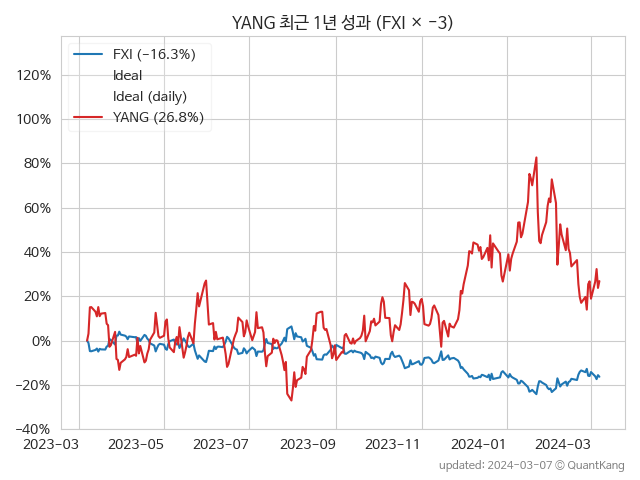 YANG 최근 1년 성과 (FXI × −3)
FXI (−16.3%)
Ideal
Ideal (daily)
YANG (26.8%)
120%
100%
80%
60%
40%
20%
0%
−20%
−40%
2023-03 2023-05 2023-07 2023-09 2023-11 2024-01 2024-03
updated: 2024-03-07 © QuantKang